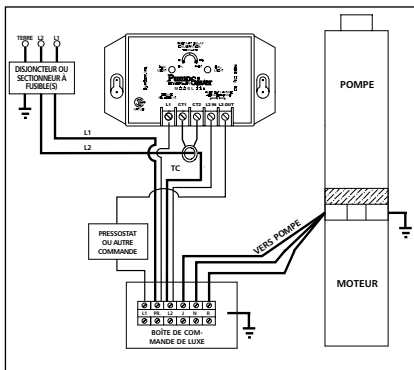 TERRE L2 L1
DISJONCTEUR OU
SECTIONNEUR À
FUSIBLE(S)
L1 CT1 CT2 L2 IN L2 OUT
L1
L2
TC
PRESSOSTAT
OU AUTRE
COMMANDE
VERS POMPE
L1 PR. L2 J N R
BOÎTE DE COM-
MANDE DE LUXE
POMPE
MOTEUR